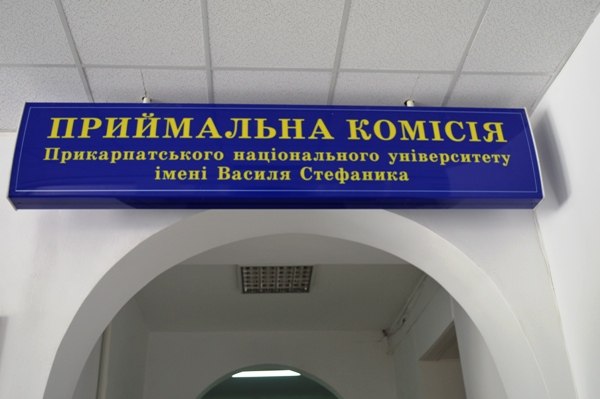 ПРИЙМАЛЬНА КОМІСІЯ
Прикарпатського національного університету
імені Василя Стефаника